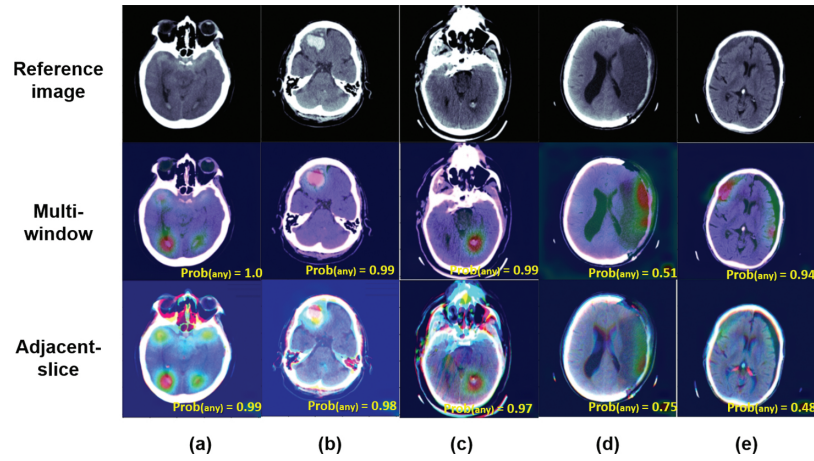 Reference
image
Multi-
window
Prob(any) = 1.0
Prob(any) = 0.99
Prob(any) = 0.99
Prob(any) = 0.51
Prob(any) = 0.94
Adjacent-
slice
Prob(any) = 0.99
Prob(any) = 0.98
Prob(any) = 0.97
Prob(any) = 0.75
Prob(any) = 0.48
(a) (b) (c) (d) (e)